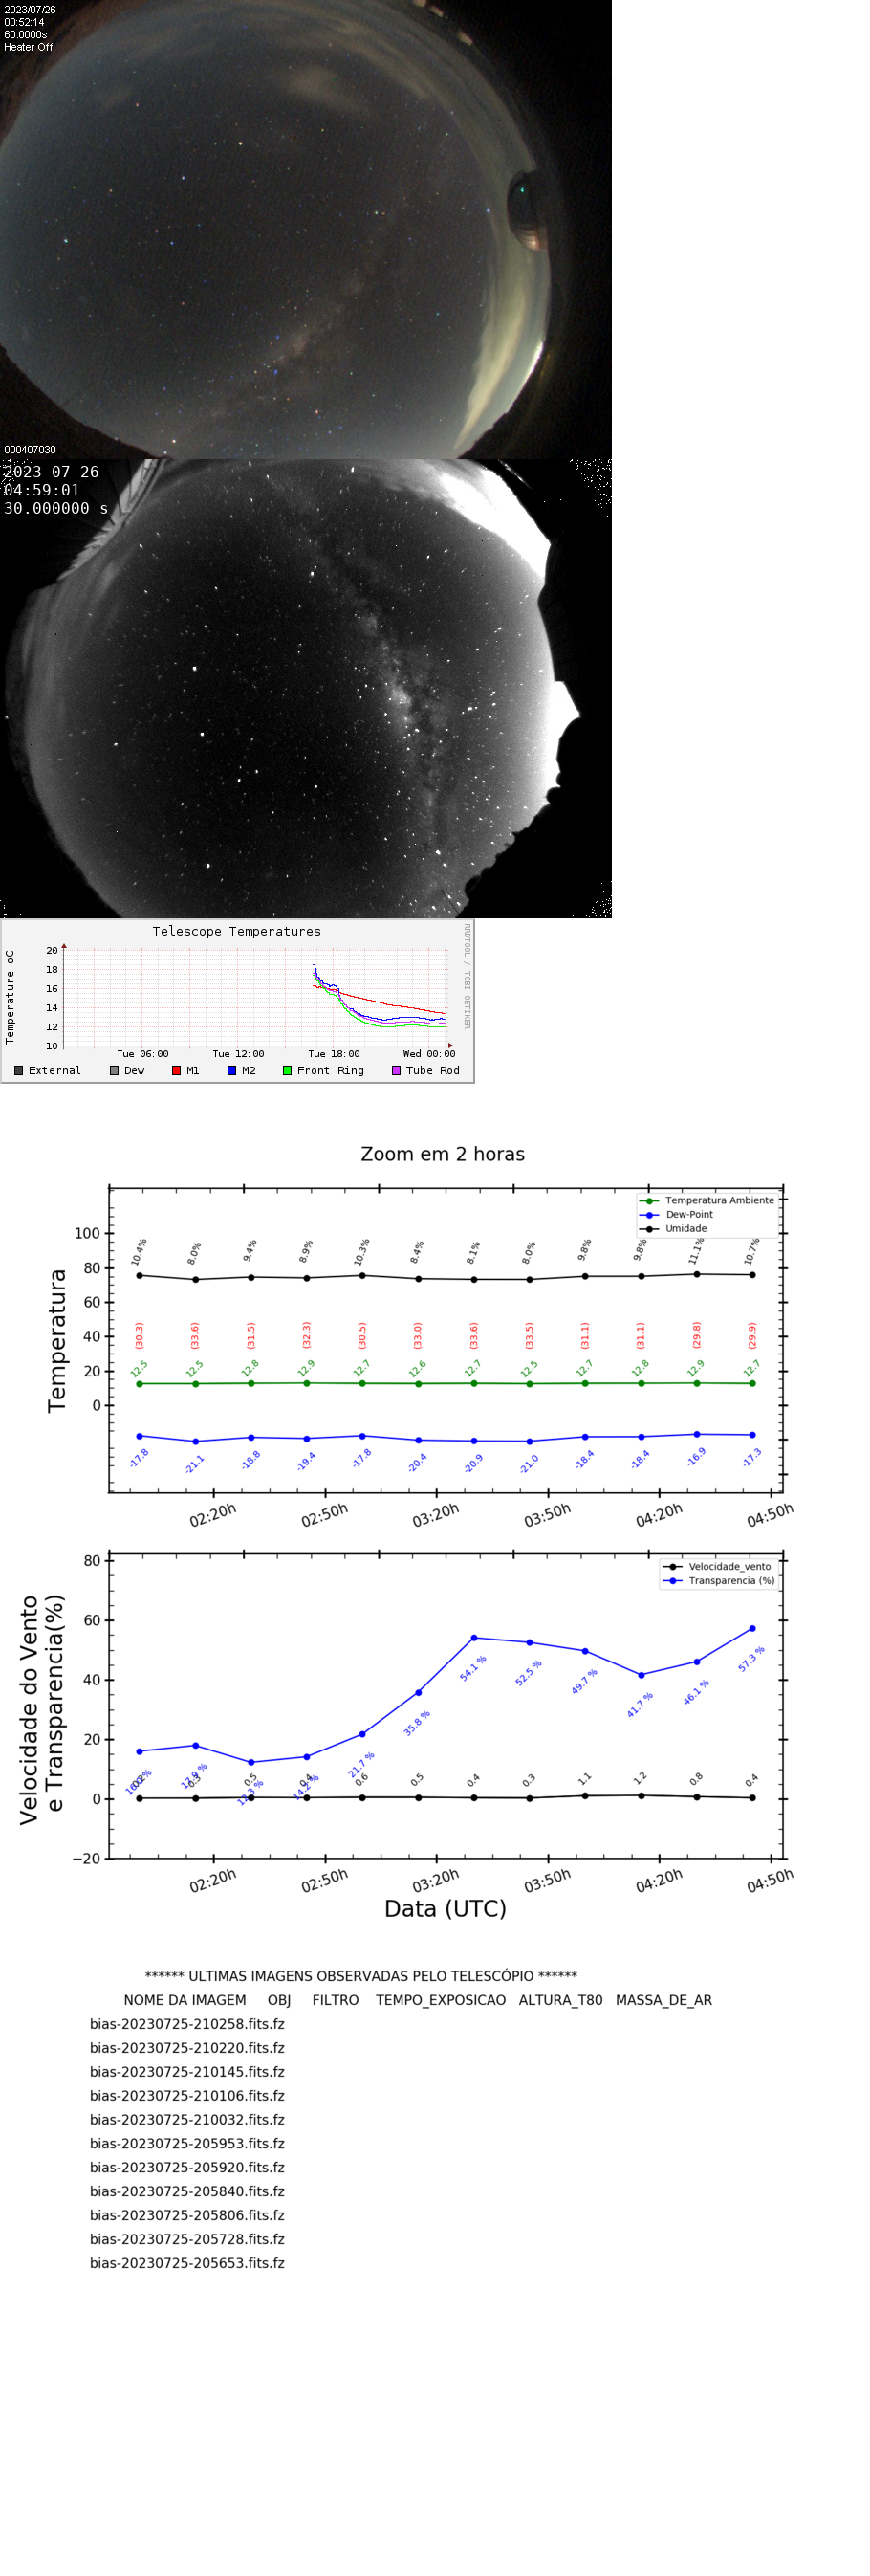 2023/07/26
00:52:14
60.0000s
Heater Off
000407030
2023-07-26
04:59:01
30.000000 s
Telescope Temperatures
RRDTOOL / TOBI OETIKER
Temperature oC
20
18
16
14
12
10
Tue 06:00 Tue 12:00 Tue 18:00 Wed 00:00
External Dew M1 M2 Front Ring Tube Rod
Zoom em 2 horas
Temperatura Ambiente
Dew-Point
Umidade
Temperatura
100
80
60
40
20
0
10.4% 8.0% 9.4% 8.9% 10.3% 8.4% 8.1% 8.0% 9.8% 9.8% 11.1% 10.7%
(30.3) (33.6) (31.5) (32.3) (30.5) (33.0) (33.6) (33.5) (31.1) (31.1) (29.8) (29.9)
12.5 12.5 12.8 12.9 12.7 12.6 12.7 12.5 12.7 12.8 12.9 12.7
-17.8 -21.1 -18.8 -19.4 -17.8 -20.4 -20.9 -21.0 -18.4 -18.4 -16.9 -17.3
02:20h 02:50h 03:20h 03:50h 04:20h 04:50h
Velocidade_vento
Transparencia (%)
Velocidade do Vento
e Transparencia(%)
80
60
40
20
0
−20
12.3 % 14.2 % 21.7 % 35.8 % 54.1 % 52.5 % 49.7 % 41.7 % 46.1 % 57.3 %
0.5 0.4 0.6 0.5 0.4 0.3 1.1 1.2 0.8 0.4
02:20h 02:50h 03:20h 03:50h 04:20h 04:50h
Data (UTC)
****** ULTIMAS IMAGENS OBSERVADAS PELO TELESCÓPIO ******
NOME DA IMAGEM OBJ FILTRO TEMPO_EXPOSICAO ALTURA_T80 MASSA_DE_AR
bias-20230725-210258.fits.fz
bias-20230725-210220.fits.fz
bias-20230725-210145.fits.fz
bias-20230725-210106.fits.fz
bias-20230725-210032.fits.fz
bias-20230725-205953.fits.fz
bias-20230725-205920.fits.fz
bias-20230725-205840.fits.fz
bias-20230725-205806.fits.fz
bias-20230725-205728.fits.fz
bias-20230725-205653.fits.fz